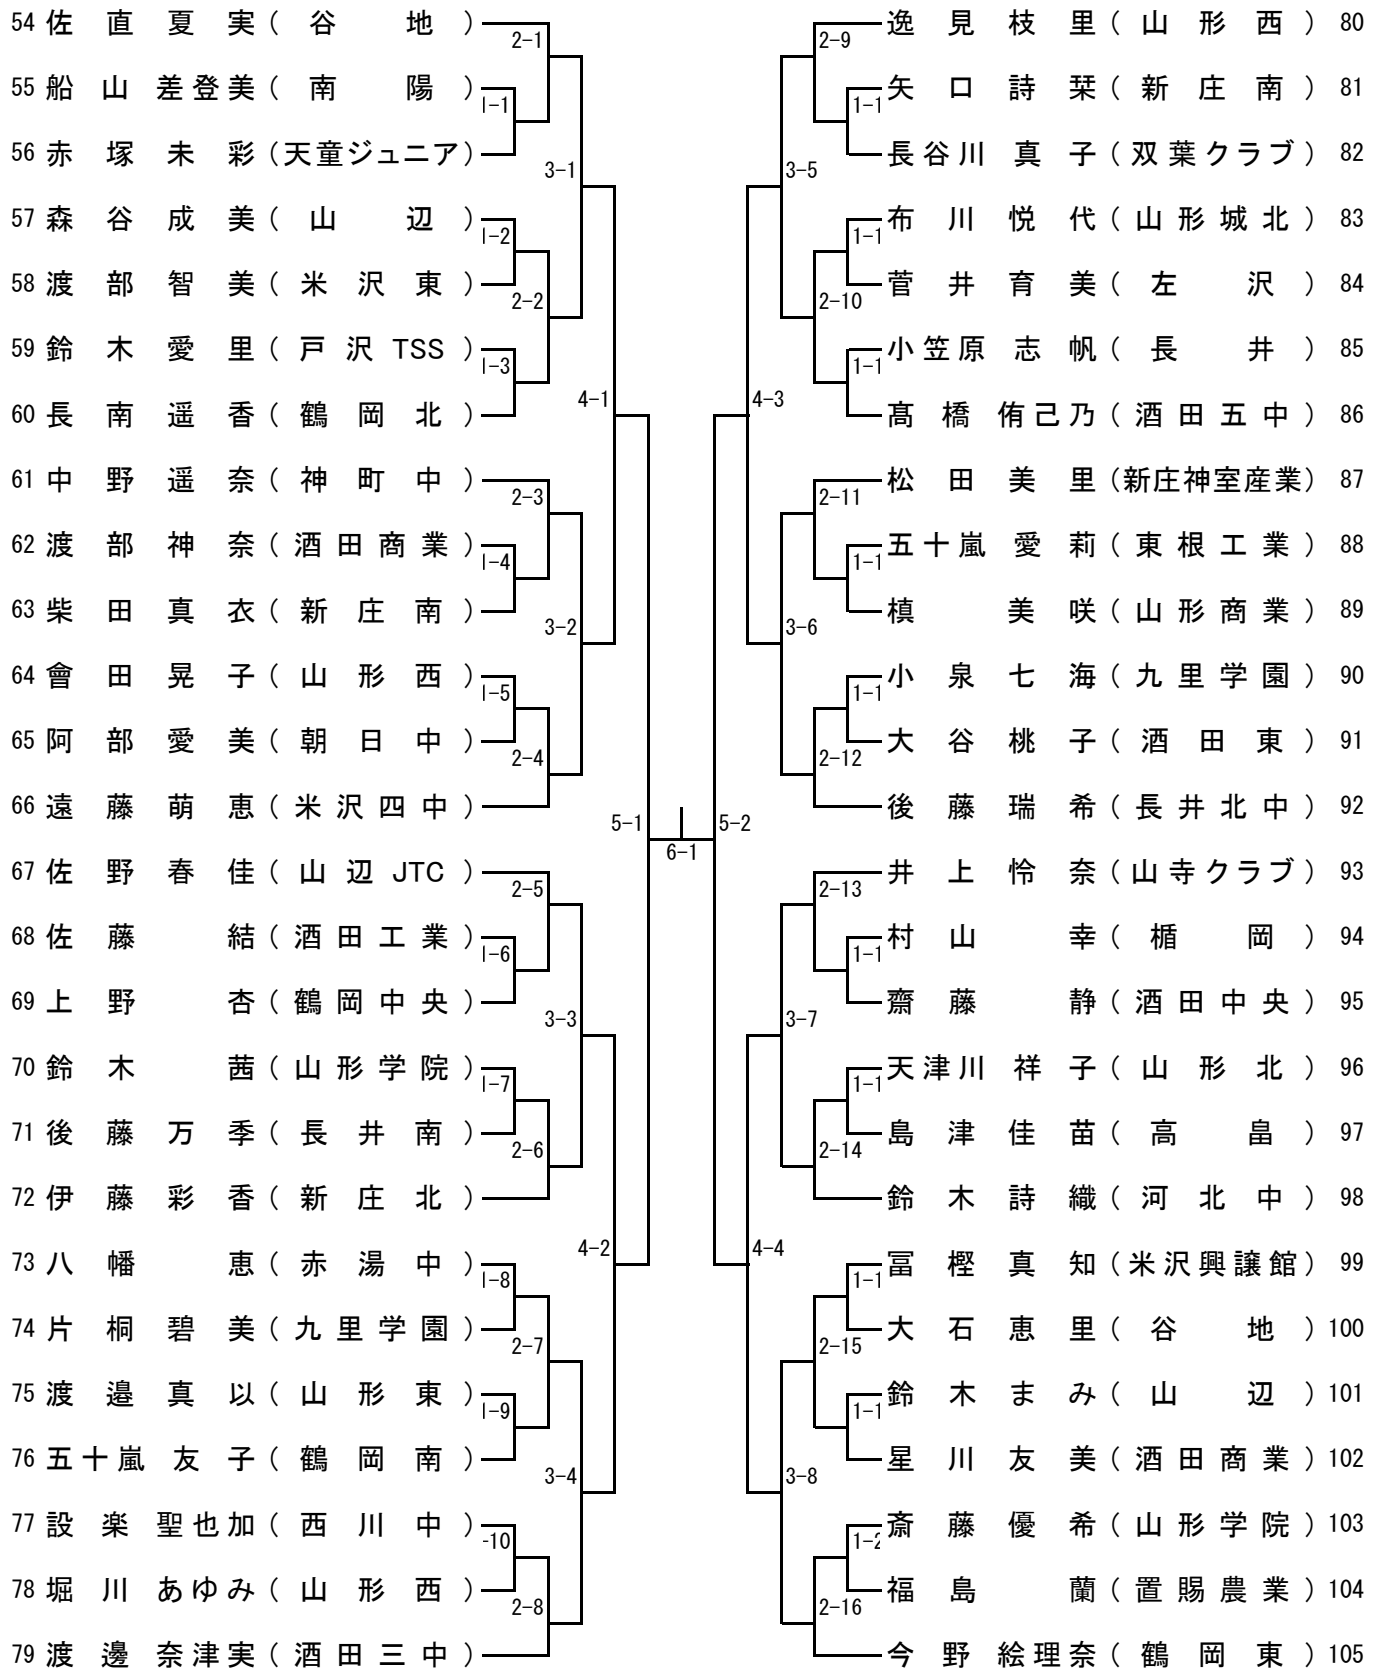 54 佐直夏実(谷地)
2-1
55 船山差登美(南陽)
1-1
56 赤塚未彩(天童ジュニア)
3-1
57 森谷成美(山辺)
1-2
58 渡部智美(米沢東)
2-2
59 鈴木愛里(戸沢TSS)
1-3
60 長南遥香(鶴岡北)
4-1
61 中野遥奈(神町中)
2-3
62 渡部神奈(酒田商業)
1-4
63 柴田真衣(新庄南)
3-2
64 會田晃子(山形西)
1-5
65 阿部愛美(朝日中)
2-4
66 遠藤萌恵(米沢四中)
5-1
67 佐野春佳(山辺JTC)
2-5
68 佐藤結(酒田工業)
1-6
69 上野杏(鶴岡中央)
3-3
70 鈴木茜(山形学院)
1-7
71 後藤万季(長井南)
2-6
72 伊藤彩香(新庄北)
4-2
73 八幡恵(赤湯中)
1-8
74 片桐碧美(九里学園)
2-7
75 渡邉真以(山形東)
1-9
76 五十嵐友子(鶴岡南)
3-4
77 設楽聖也加(西川中)
-10
78 堀川あゆみ(山形西)
2-8
79 渡邊奈津実(酒田三中)
6-1
逸見枝里(山形西) 80
2-9
矢口詩栞(新庄南) 81
1-1
長谷川真子(双葉クラブ) 82
3-5
布川悦代(山形城北) 83
1-1
菅井育美(左沢) 84
2-10
小笠原志帆(長井) 85
1-1
髙橋侑己乃(酒田五中) 86
4-3
松田美里(新庄神室産業) 87
2-11
五十嵐愛莉(東根工業) 88
1-1
槙美咲(山形商業) 89
3-6
小泉七海(九里学園) 90
1-1
大谷桃子(酒田東) 91
2-12
後藤瑞希(長井北中) 92
5-2
井上怜奈(山寺クラブ) 93
2-13
村山幸(楯岡) 94
1-1
齋藤静(酒田中央) 95
3-7
天津川祥子(山形北) 96
1-1
島津佳苗(高畠) 97
2-14
鈴木詩織(河北中) 98
4-4
冨樫真知(米沢興譲館) 99
1-1
大石恵里(谷地) 100
2-15
鈴木まみ(山辺) 101
1-1
星川友美(酒田商業) 102
3-8
斎藤優希(山形学院) 103
1-2
福島蘭(置賜農業) 104
2-16
今野絵理奈(鶴岡東) 105